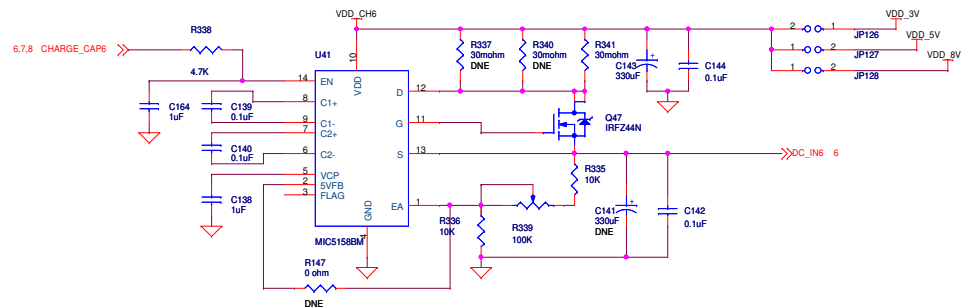 VDD_CH6
VDD_3V
R338
6,7,8 CHARGE_CAP6
4.7K
U41
10
VDD
R337
30mohm
DNE
R340
30mohm
DNE
R341
30mohm
+
C143
330uF
C144
0.1uF
2 1
JP126
VDD_5V
1 2
JP127
VDD_8V
1 2
JP128
14 EN
D 12
C164
1uF
C139
0.1uF
8 C1+
9 C1-
7 C2+
G 11
Q47
IRFZ44N
C140
0.1uF
6 C2-
S 13
DC_IN6 6
C138
1uF
5 VCP
2 5VFB
3 FLAG
R335
10K
GND
4
EA 1
R336
10K
R339
100K
+
C141
330uF
DNE
C142
0.1uF
MIC5158BM
R147
0 ohm
DNE